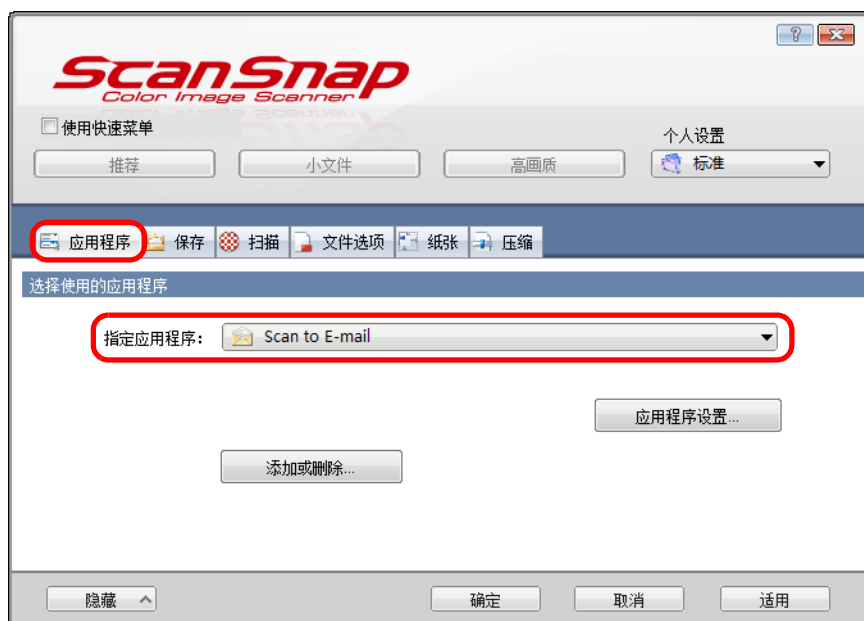 ScanSnap
Color Image Scanner
使用快速菜单
个人设置
推荐 小文件 高画质 标准
应用程序 保存 扫描 文件选项 纸张 压缩
选择使用的应用程序
指定应用程序： Scan to E-mail
应用程序设置...
添加或删除...
隐藏 确定 取消 适用